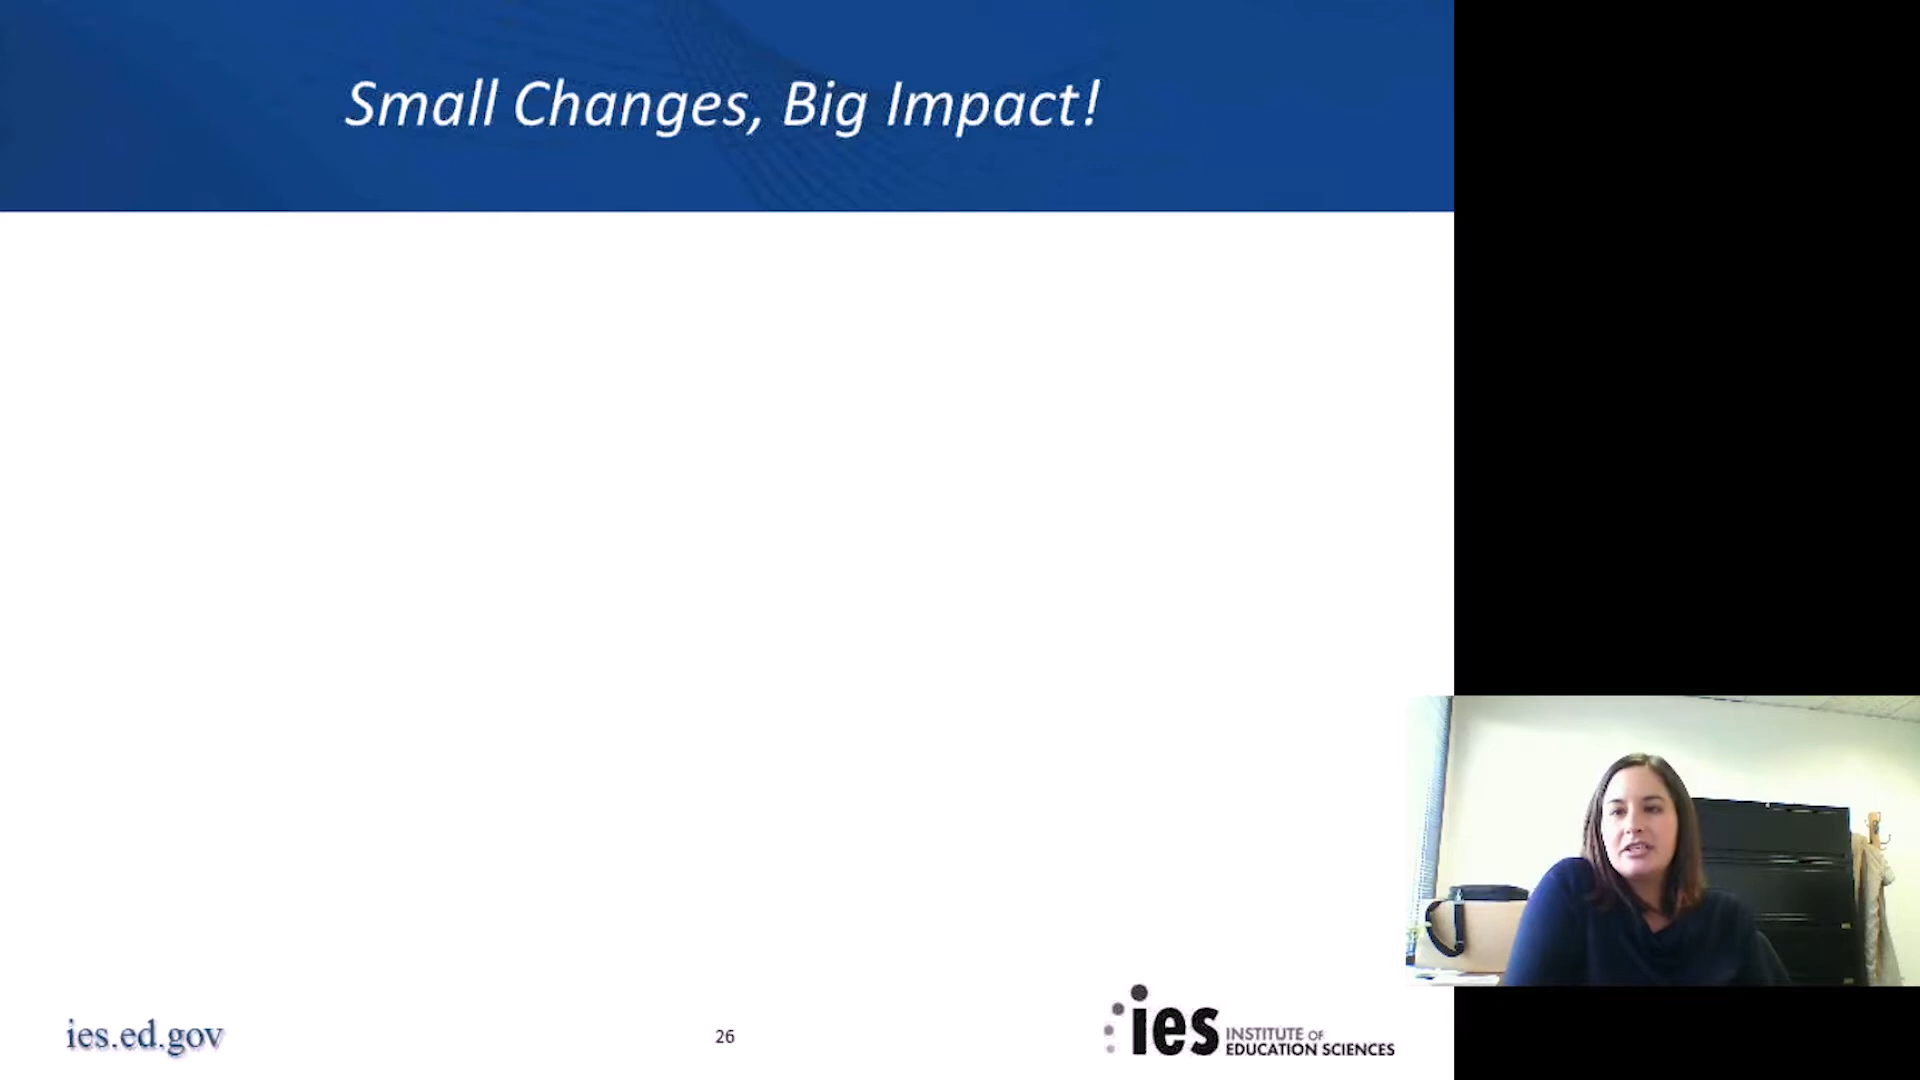 Small Changes, Big Impact!
ies.ed.gov
26
ies
INSTITUTE OF
EDUCATION SCIENCES